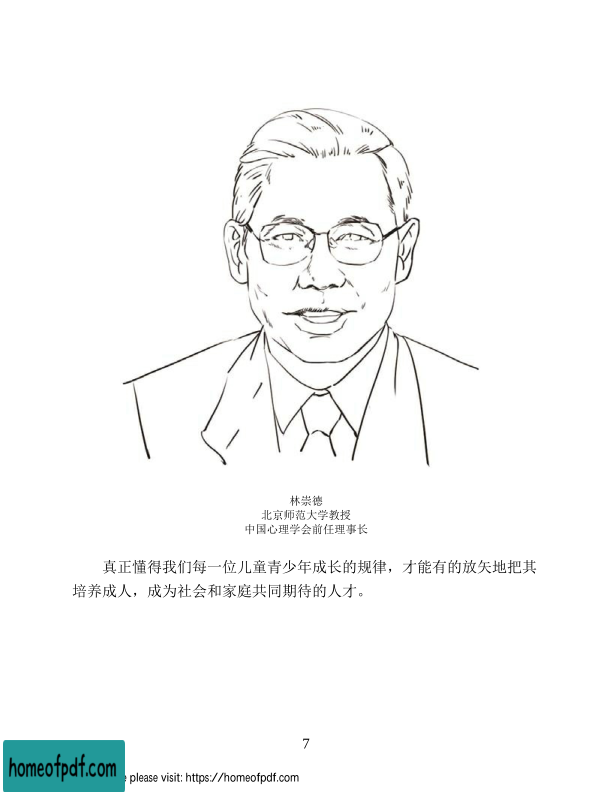 林崇德
北京师范大学教授
中国心理学会前任理事长
真正懂得我们每一位儿童青少年成长的规律，才能有的放矢地把其
培养成人，成为社会和家庭共同期待的人才。
7
homeofpdf.com
e please visit: https://homeofpdf.com